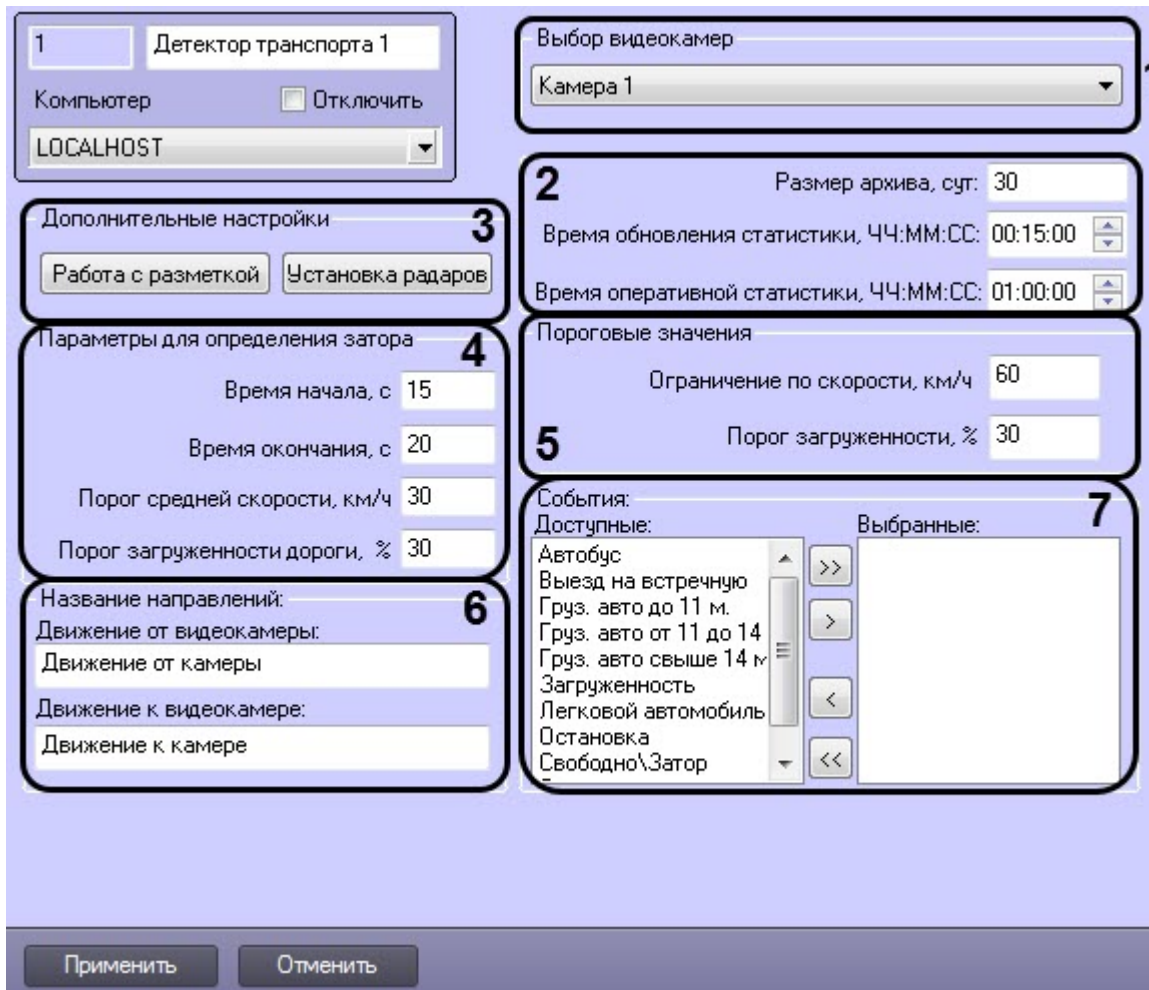 1
Детектор транспорта 1
Компьютер
Отключить
LOCALHOST
Выбор видеокамер
Камера 1
2
Размер архива, сут: 30
Время обновления статистики, ЧЧ:ММ:СС: 00:15:00
Время оперативной статистики, ЧЧ:ММ:СС: 01:00:00
Дополнительные настройки
3
Работа с разметкой
Установка радаров
Параметры для определения затора
4
Время начала, с 15
Время окончания, с 20
Порог средней скорости, км/ч 30
Порог загруженности дороги, % 30
Пороговые значения
Ограничение по скорости, км/ч 60
5
Порог загруженности, % 30
Название направлений:
6
Движение от видеокамеры:
Движение от камеры
Движение к видеокамере:
Движение к камере
События:
7
Доступные:
Автобус
Выезд на встречную
Груз. авто до 11 м.
Груз. авто от 11 до 14
Груз. авто свыше 14 м
Загруженность
Легковой автомобиль
Остановка
Свободно\Затор
>>
>
<
<<
Выбранные:
Применить
Отменить